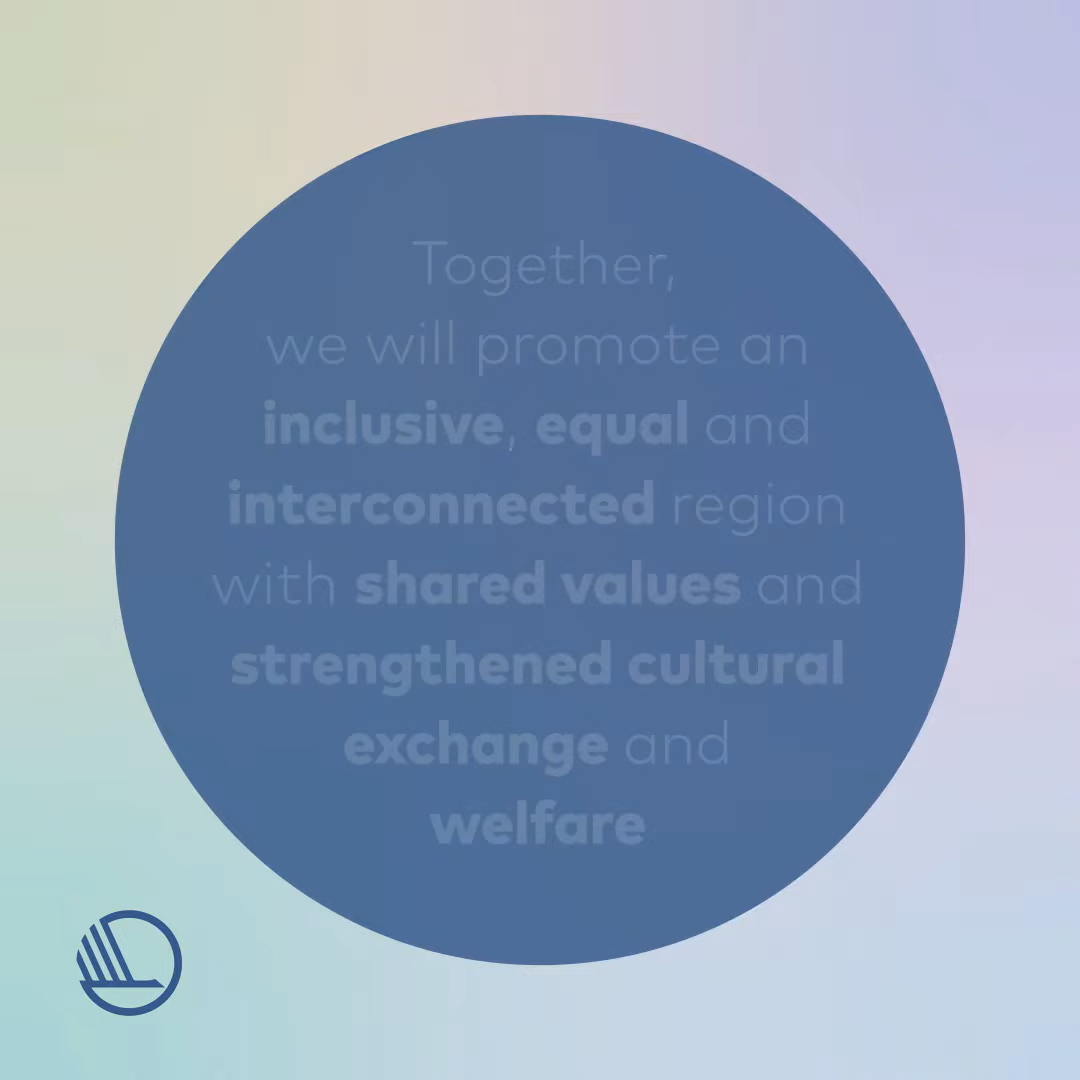 Together,
we will promote an
inclusive, equal and
interconnected region
with shared values and
strengthened cultural
exchange and
welfare